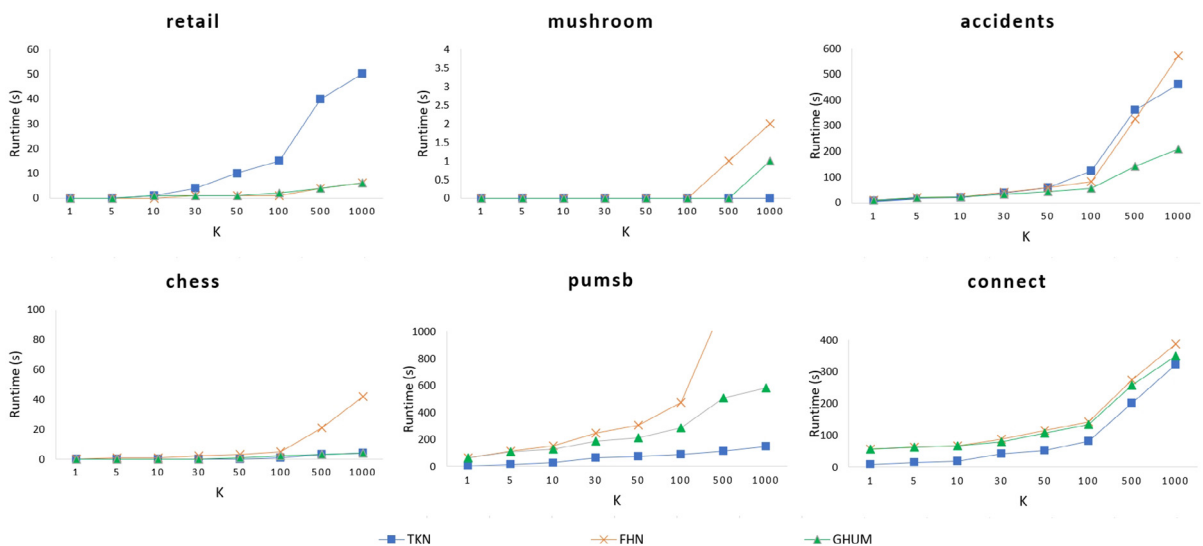 retail
60
50
40
30
20
10
0
Runtime (s)
1 5 10 30 50 100 500 1000
K
mushroom
4
3.5
3
2.5
2
1.5
1
0.5
0
Runtime (s)
1 5 10 30 50 100 500 1000
K
accidents
600
500
400
300
200
100
0
Runtime (s)
1 5 10 30 50 100 500 1000
K
chess
100
80
60
40
20
0
Runtime (s)
1 5 10 30 50 100 500 1000
K
pumsb
1000
800
600
400
200
0
Runtime (s)
1 5 10 30 50 100 500 1000
K
connect
400
300
200
100
0
Runtime (s)
1 5 10 30 50 100 500 1000
K
TKN FHN GHUM